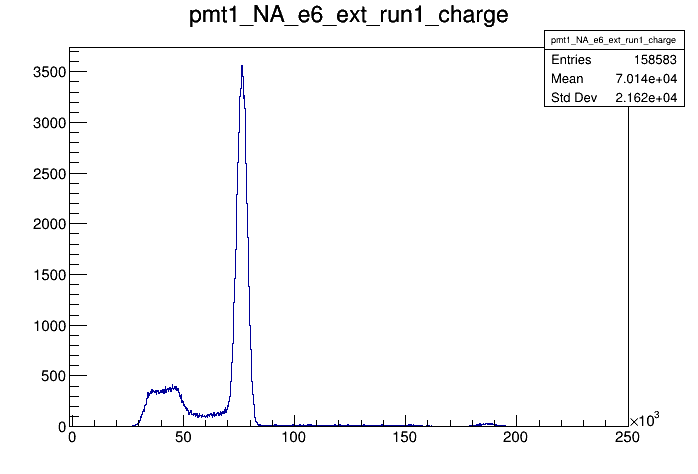 pmt1_NA_e6_ext_run1_charge
pmt1_NA_e6_ext_run1_charge
Entries 158583
Mean 7.014e+04
Std Dev 2.162e+04
3500
3000
2500
2000
1500
1000
500
0
0 50 100 150 200 250
×10³